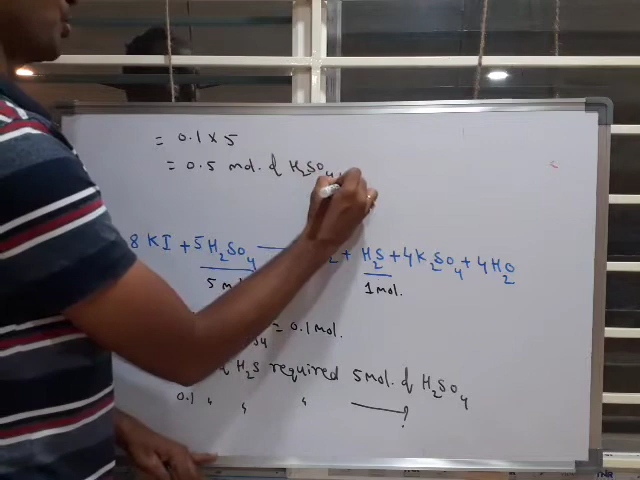 = 0.1 x 5
= 0.5 mol. of H2SO4
8 KI + 5 H2SO4 2 + H2S + 4K2SO4 + 4H2O
5 m 1 mol.
= 0.1 mol.
H2S required 5 mol. of H2SO4
0.1 " " " ?